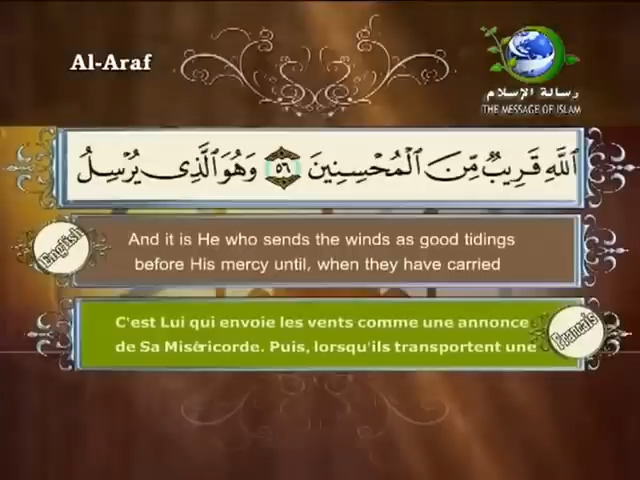 Al-Araf
رسالة الإسلام
THE MESSAGE OF ISLAM
ٱللَّهِ قَرِيبٌ مِّنَ ٱلْمُحْسِنِينَ ٥٦ وَهُوَ ٱلَّذِى يُرْسِلُ
English
And it is He who sends the winds as good tidings
before His mercy until, when they have carried
Francais
C'est Lui qui envoie les vents comme une annonce
de Sa Miséricorde. Puis, lorsqu'ils transportent une